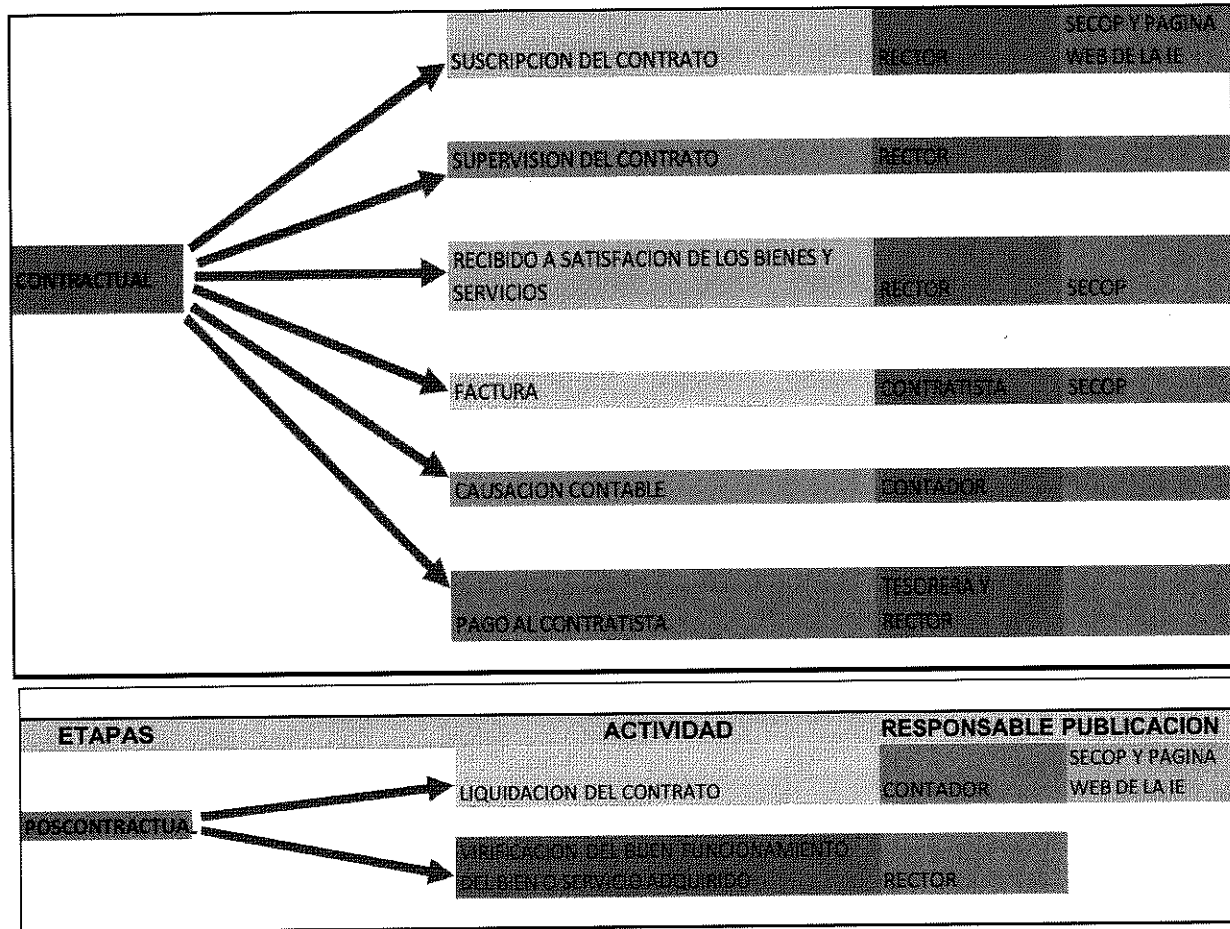 SECOP Y PAGINA
SUSCRIPCION DEL CONTRATO RECTOR WEB DE LA IE
SUPERVISION DEL CONTRATO RECTOR
CONTRACTUAL
RECIBIDO A SATISFACION DE LOS BIENES Y
SERVICIOS RECTOR SECOP
FACTURA CONTRATISTA SECOP
CAUSACION CONTABLE CONTADOR
TESORERA Y
PAGO AL CONTRATISTA RECTOR
ETAPAS ACTIVIDAD RESPONSABLE PUBLICACION
SECOP Y PAGINA
LIQUIDACION DEL CONTRATO CONTADOR WEB DE LA IE
POSCONTRACTUAL
VIRIFICACION DEL BUEN FUNCIONAMIENTO
DEL BIEN O SERVICIO ADQUIRIDO RECTOR